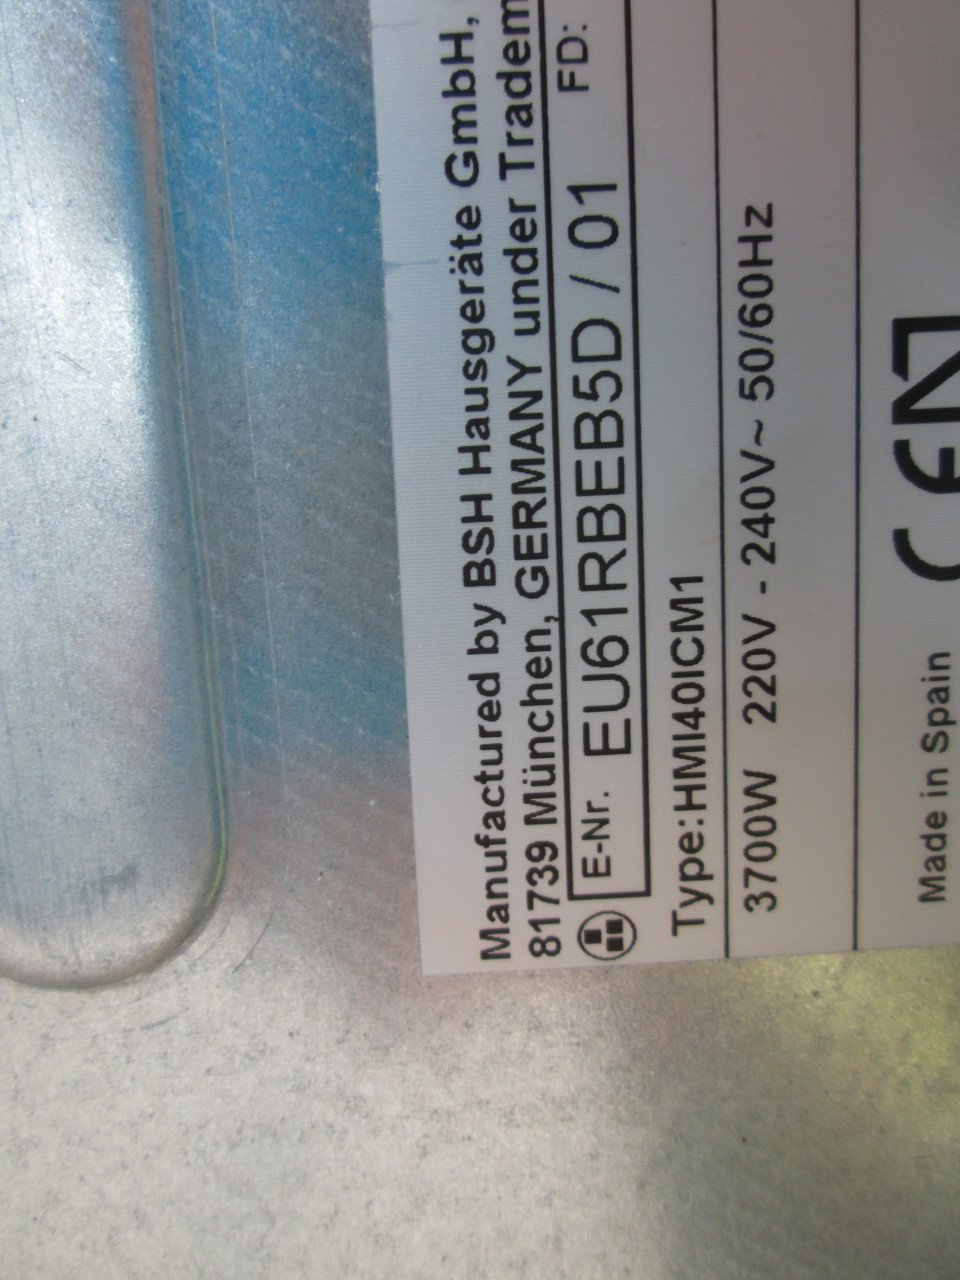 Manufactured by BSH Hausgeräte GmbH,
81739 München, GERMANY under Tradem
E-Nr. EU61RBEB5D / 01 FD:
Type:HMI40ICM1
3700W 220V - 240V~ 50/60Hz
Made in Spain CE N